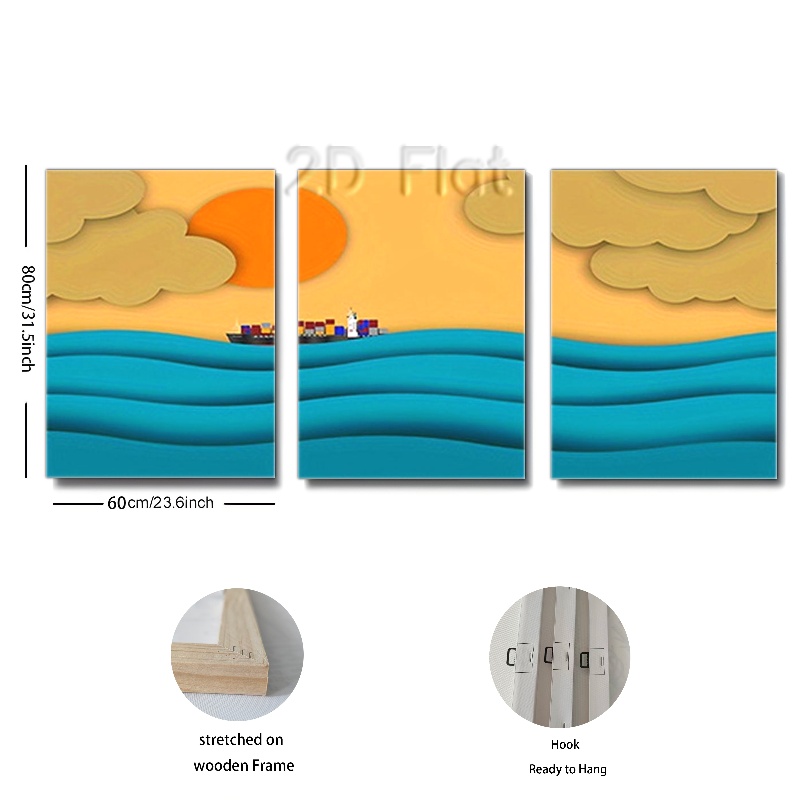 2D Flat
80cm/31.5inch
60cm/23.6inch
stretched on
wooden Frame
Hook
Ready to Hang